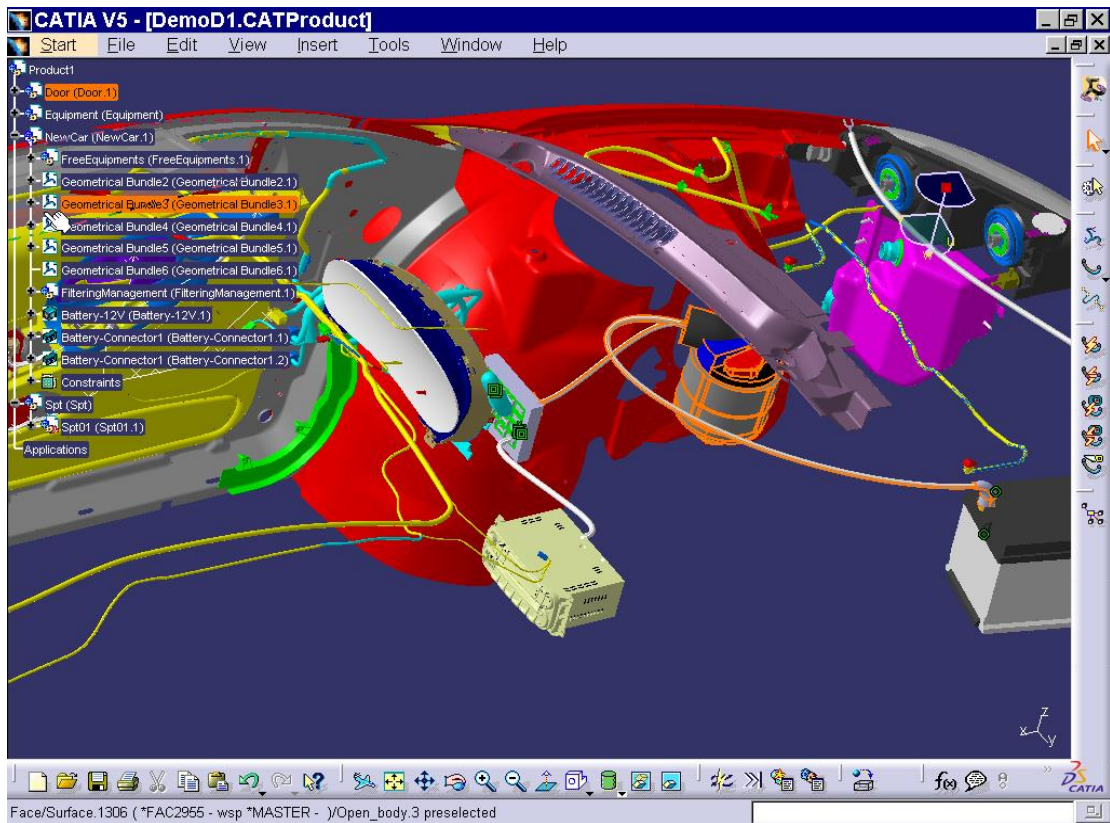 CATIA V5 - [DemoD1.CATProduct]
Start File Edit View Insert Tools Window Help
Product1
Door (Door.1)
Equipment (Equipment)
NewCar (NewCar.1)
FreeEquipments (FreeEquipments.1)
Geometrical Bundle2 (Geometrical Bundle2.1)
Geometrical Bundle3 (Geometrical Bundle3.1)
Geometrical Bundle4 (Geometrical Bundle4.1)
Geometrical Bundle5 (Geometrical Bundle5.1)
Geometrical Bundle6 (Geometrical Bundle6.1)
FilteringManagement (FilteringManagement.1)
Battery-12V (Battery-12V.1)
Battery-Connector1 (Battery-Connector1.1)
Battery-Connector1 (Battery-Connector1.2)
Constraints
Spt (Spt)
Spt01 (Spt01.1)
Applications
z
x
y
f(x)
CATIA
Face/Surface.1306 ( *FAC2955 - wsp *MASTER - )/Open_body.3 preselected